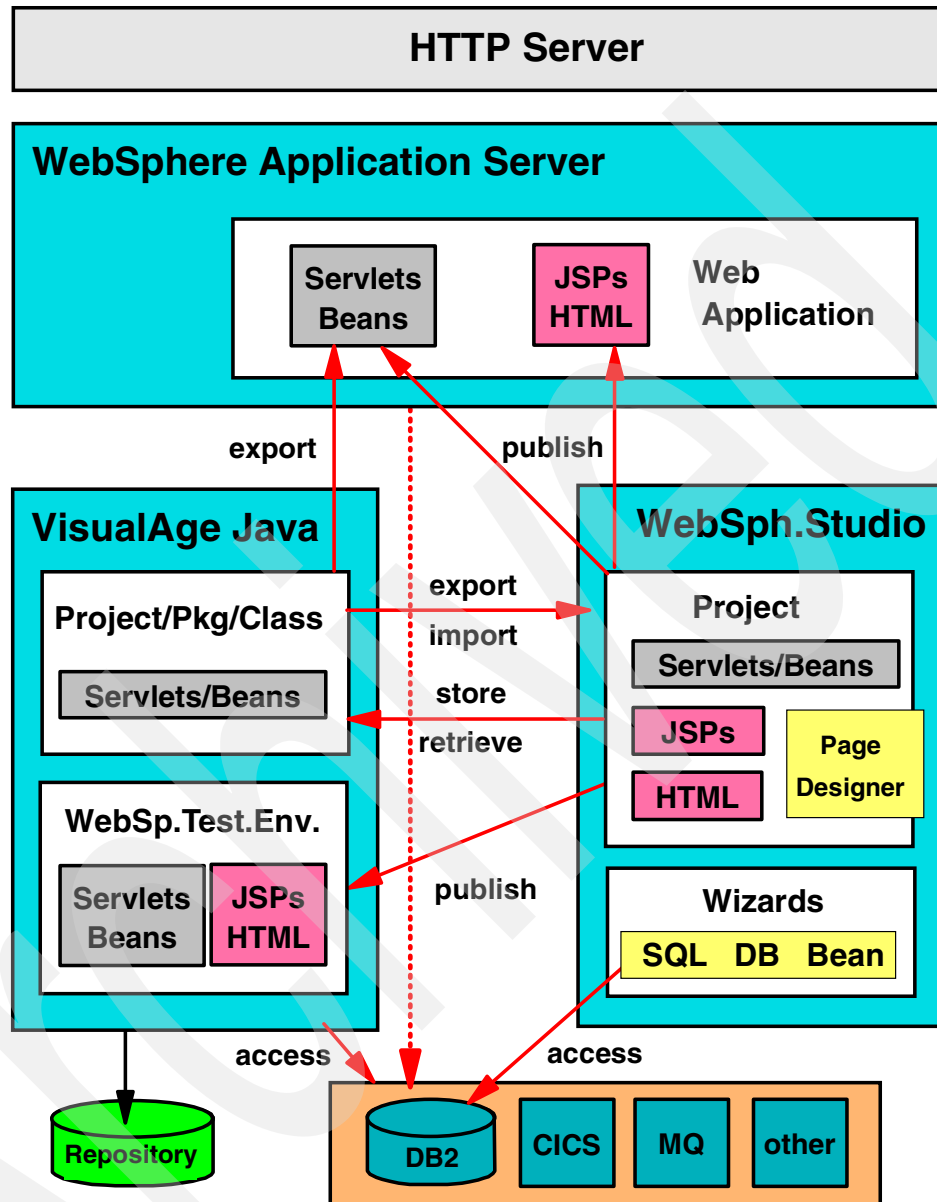 HTTP Server
WebSphere Application Server
Servlets
Beans
JSPs
HTML
Web
Application
export
publish
VisualAge Java
Project/Pkg/Class
Servlets/Beans
WebSp.Test.Env.
Servlets
Beans
JSPs
HTML
export
import
store
retrieve
publish
WebSph.Studio
Project
Servlets/Beans
JSPs
HTML
Page
Designer
Wizards
SQL DB Bean
access
access
Repository
DB2
CICS
MQ
other